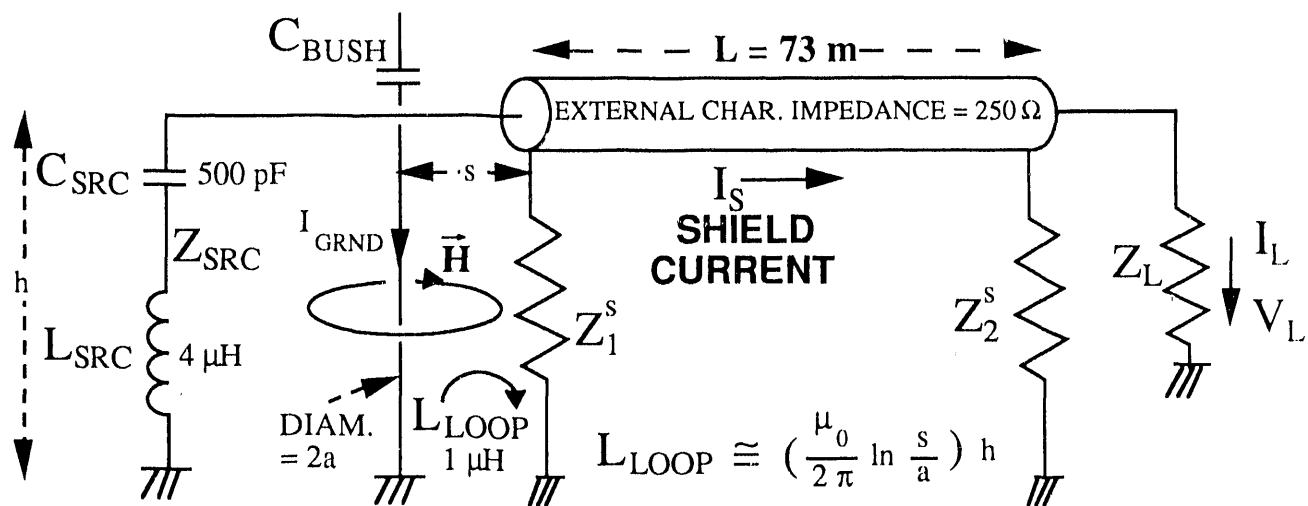 C_BUSH
L = 73 m
EXTERNAL CHAR. IMPEDANCE = 250 Ω
C_SRC 500 pF
s
I_S
SHIELD
CURRENT
I_GRND
H⃗
Z_SRC
h
L_SRC 4 µH
Z_1^s
Z_2^s
Z_L
I_L
V_L
DIAM.
= 2a
L_LOOP
1 µH
L_LOOP ≅ ( μ_0 / 2 π ln s / a ) h